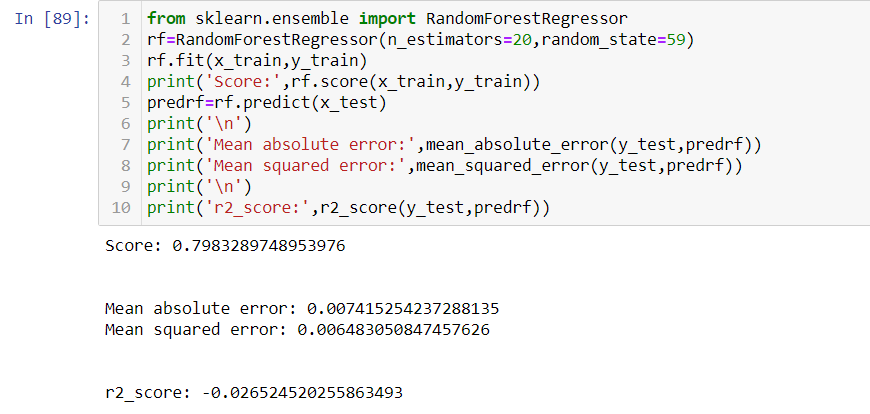 In [89]:
1 from sklearn.ensemble import RandomForestRegressor
2 rf=RandomForestRegressor(n_estimators=20,random_state=59)
3 rf.fit(x_train,y_train)
4 print('Score:',rf.score(x_train,y_train))
5 predrf=rf.predict(x_test)
6 print('\n')
7 print('Mean absolute error:',mean_absolute_error(y_test,predrf))
8 print('Mean squared error:',mean_squared_error(y_test,predrf))
9 print('\n')
10 print('r2_score:',r2_score(y_test,predrf))
Score: 0.7983289748953976
Mean absolute error: 0.007415254237288135
Mean squared error: 0.006483050847457626
r2_score: -0.026524520255863493